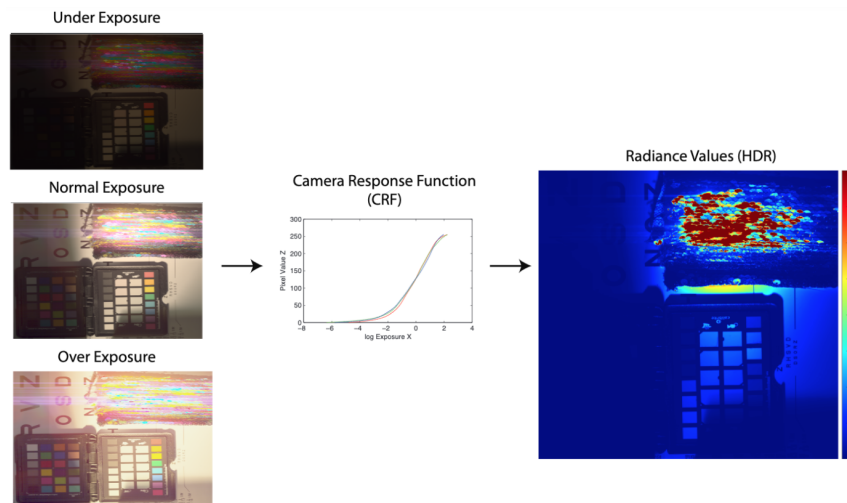 Under Exposure
Normal Exposure
Over Exposure
Camera Response Function
(CRF)
300
250
200
150
100
50
0
Pixel Value Z
−8
−6
−4
−2
0
2
4
log Exposure X
Radiance Values (HDR)